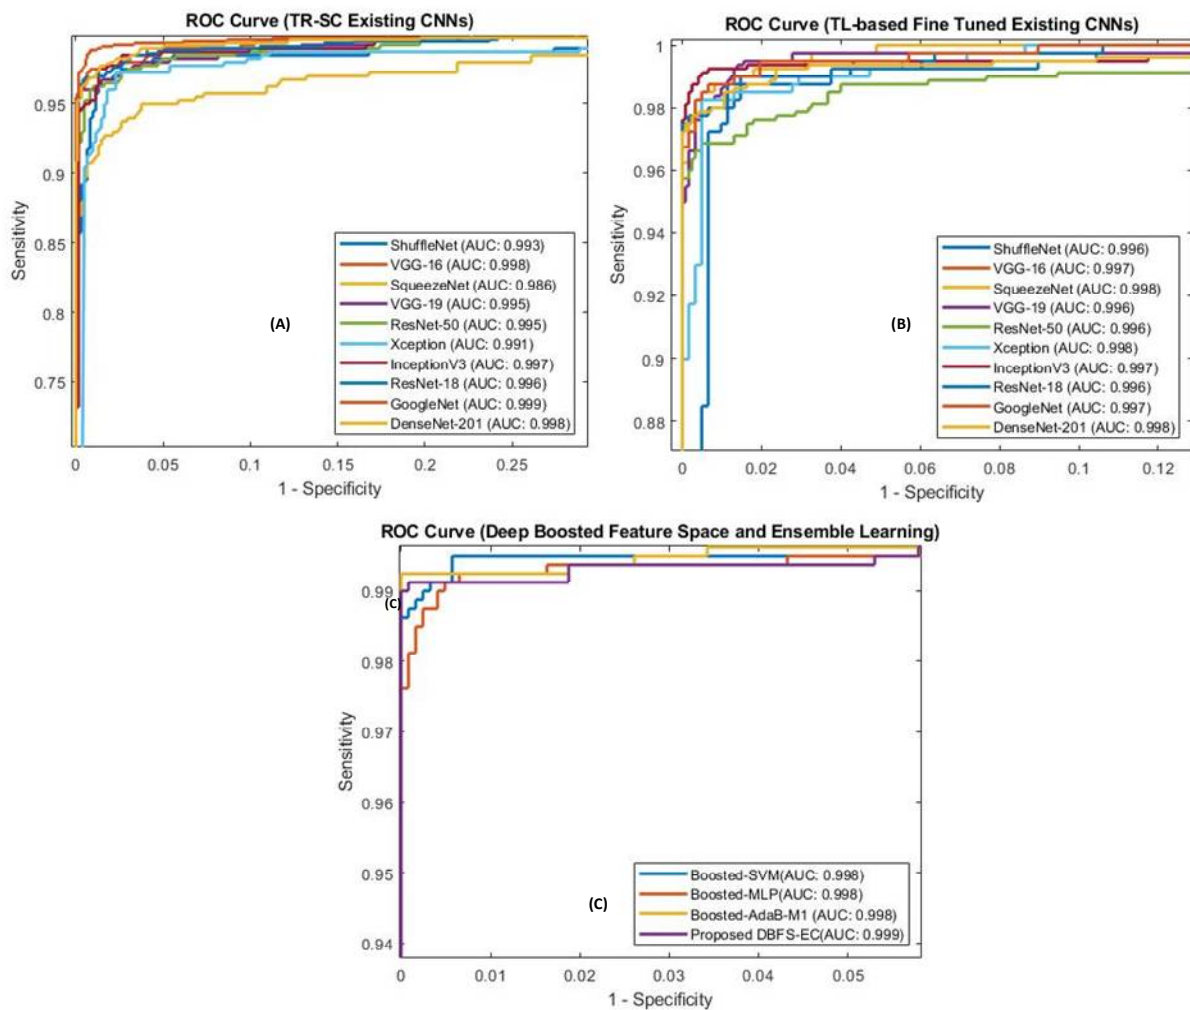 ROC Curve (TR-SC Existing CNNs)
Sensitivity
0.95
0.9
0.85
0.8
0.75
(A)
ShuffleNet (AUC: 0.993)
VGG-16 (AUC: 0.998)
SqueezeNet (AUC: 0.986)
VGG-19 (AUC: 0.995)
ResNet-50 (AUC: 0.995)
Xception (AUC: 0.991)
InceptionV3 (AUC: 0.997)
ResNet-18 (AUC: 0.996)
GoogleNet (AUC: 0.999)
DenseNet-201 (AUC: 0.998)
0 0.05 0.1 0.15 0.2 0.25
1 - Specificity
ROC Curve (TL-based Fine Tuned Existing CNNs)
Sensitivity
1
0.98
0.96
0.94
0.92
0.9
0.88
(B)
ShuffleNet (AUC: 0.996)
VGG-16 (AUC: 0.997)
SqueezeNet (AUC: 0.998)
VGG-19 (AUC: 0.996)
ResNet-50 (AUC: 0.996)
Xception (AUC: 0.998)
InceptionV3 (AUC: 0.997)
ResNet-18 (AUC: 0.996)
GoogleNet (AUC: 0.997)
DenseNet-201 (AUC: 0.998)
0 0.02 0.04 0.06 0.08 0.1 0.12
1 - Specificity
ROC Curve (Deep Boosted Feature Space and Ensemble Learning)
Sensitivity
0.99
(C)
0.98
0.97
0.96
0.95
0.94
(C)
Boosted-SVM(AUC: 0.998)
Boosted-MLP(AUC: 0.998)
Boosted-AdaB-M1 (AUC: 0.998)
Proposed DBFS-EC(AUC: 0.999)
0 0.01 0.02 0.03 0.04 0.05
1 - Specificity